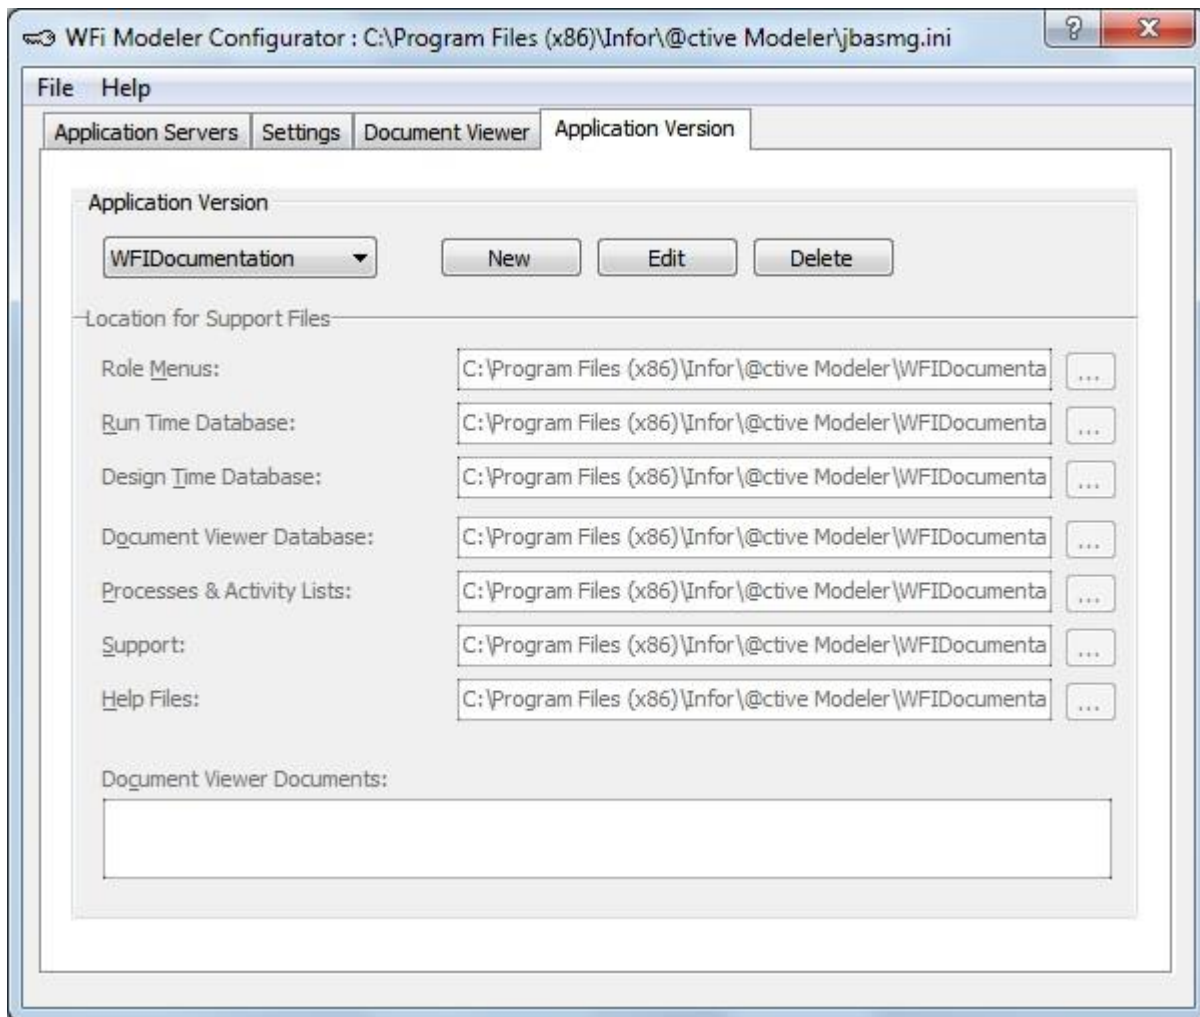 WFi Modeler Configurator : C:\Program Files (x86)\Infor\@ctive Modeler\jbasmg.ini ? X
File Help
Application Servers Settings Document Viewer Application Version
Application Version
WFIDocumentation New Edit Delete
Location for Support Files
Role Menus: C:\Program Files (x86)\Infor\@ctive Modeler\WFIDocumenta ...
Run Time Database: C:\Program Files (x86)\Infor\@ctive Modeler\WFIDocumenta ...
Design Time Database: C:\Program Files (x86)\Infor\@ctive Modeler\WFIDocumenta ...
Document Viewer Database: C:\Program Files (x86)\Infor\@ctive Modeler\WFIDocumenta ...
Processes & Activity Lists: C:\Program Files (x86)\Infor\@ctive Modeler\WFIDocumenta ...
Support: C:\Program Files (x86)\Infor\@ctive Modeler\WFIDocumenta ...
Help Files: C:\Program Files (x86)\Infor\@ctive Modeler\WFIDocumenta ...
Document Viewer Documents: